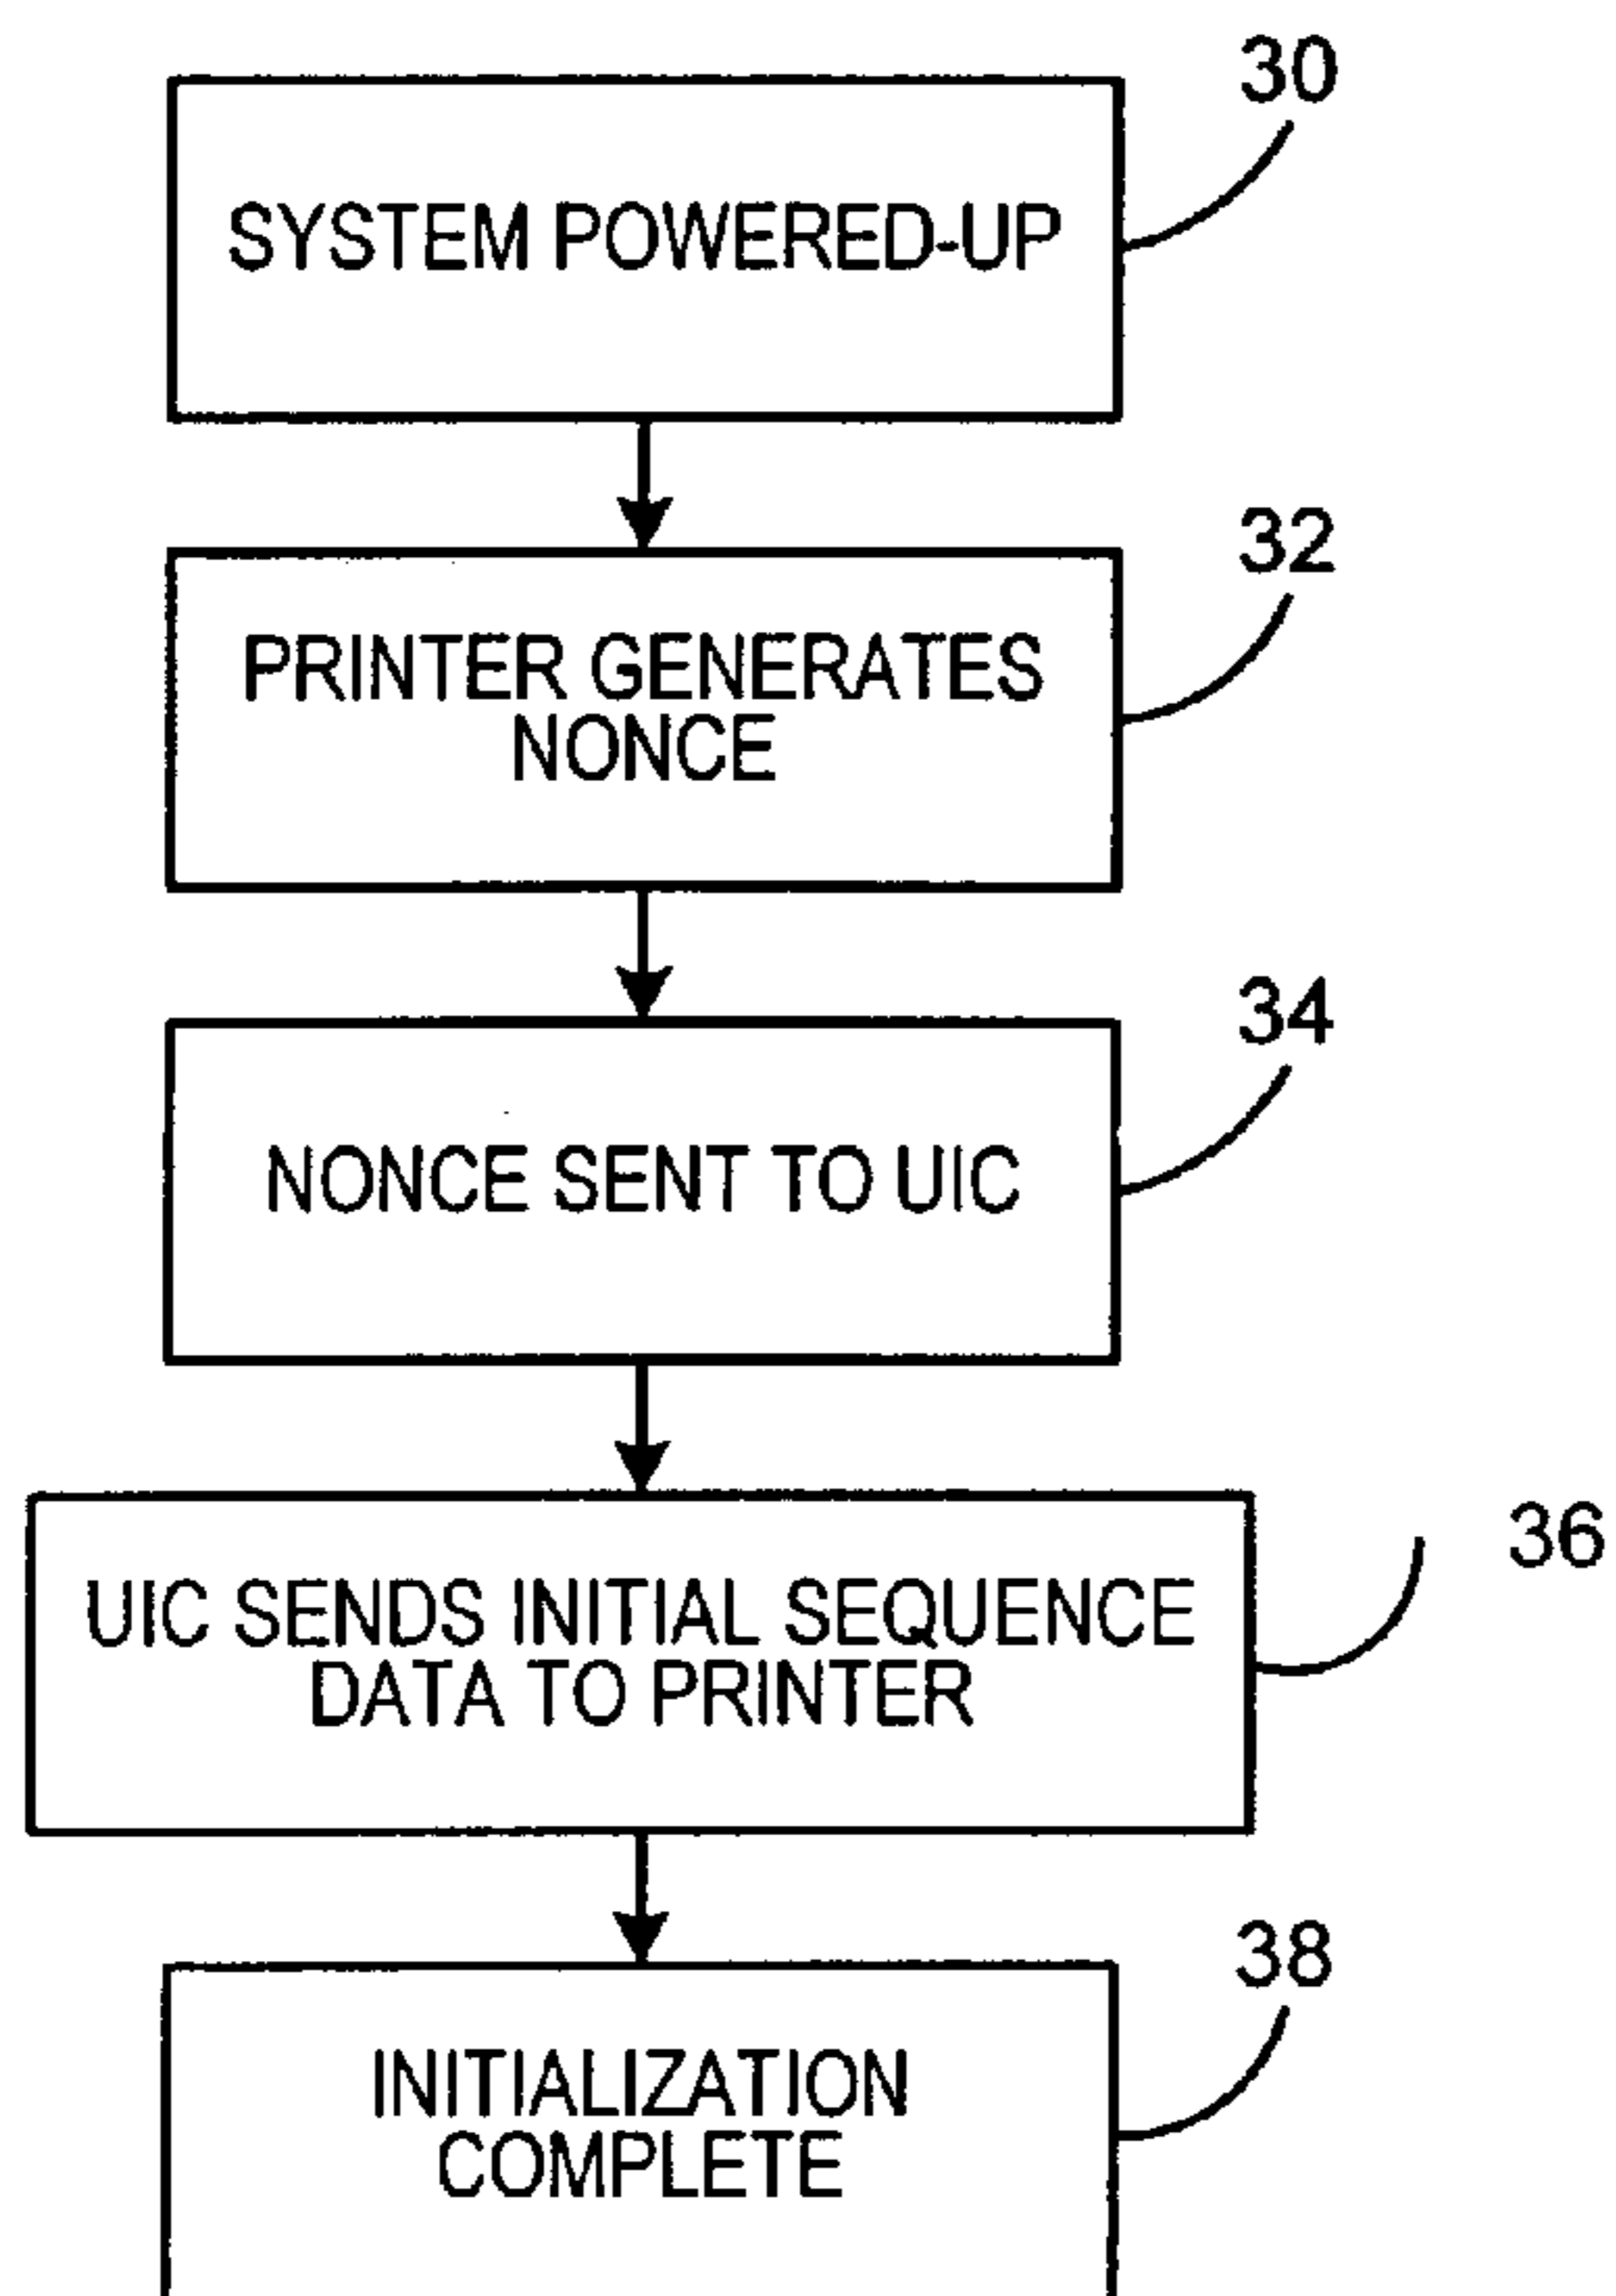 30
SYSTEM POWERED-UP
32
PRINTER GENERATES
NONCE
34
NONCE SENT TO UIC
36
UIC SENDS INITIAL SEQUENCE
DATA TO PRINTER
38
INITIALIZATION
COMPLETE